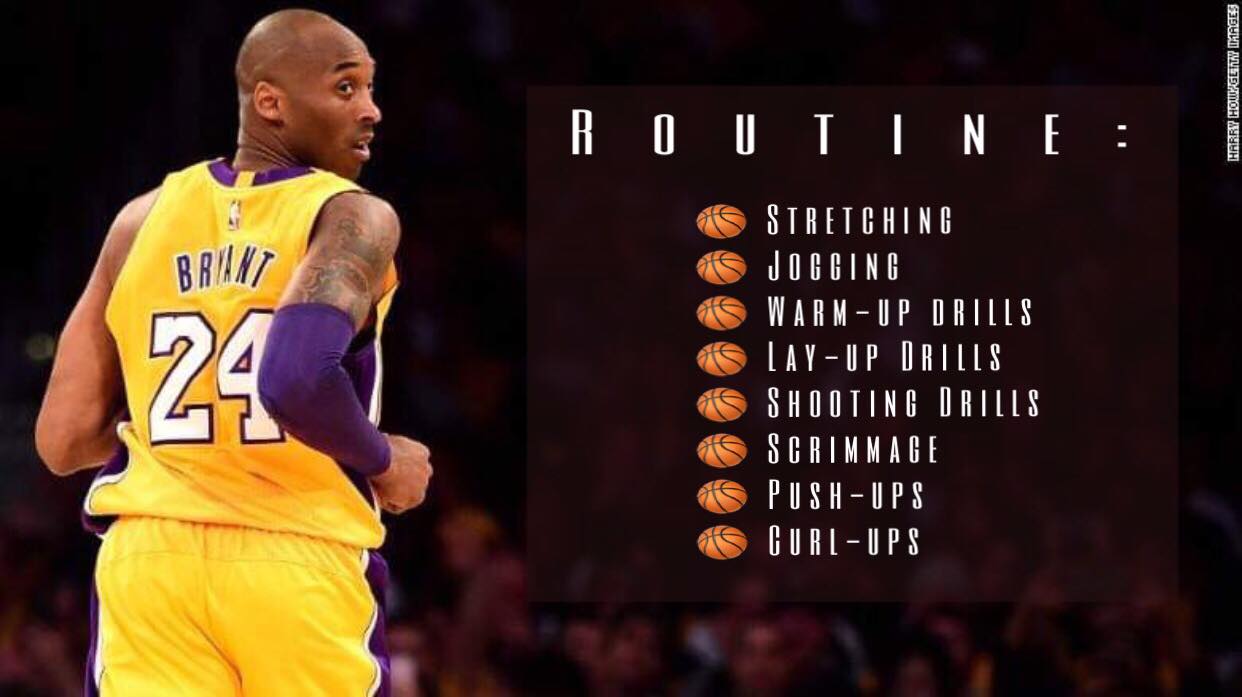 HARRY HOW/GETTY IMAGES
Routine:
Stretching
Jogging
Warm-up drills
Lay-up Drills
Shooting Drills
Scrimmage
Push-ups
Curl-ups
BRYANT
24